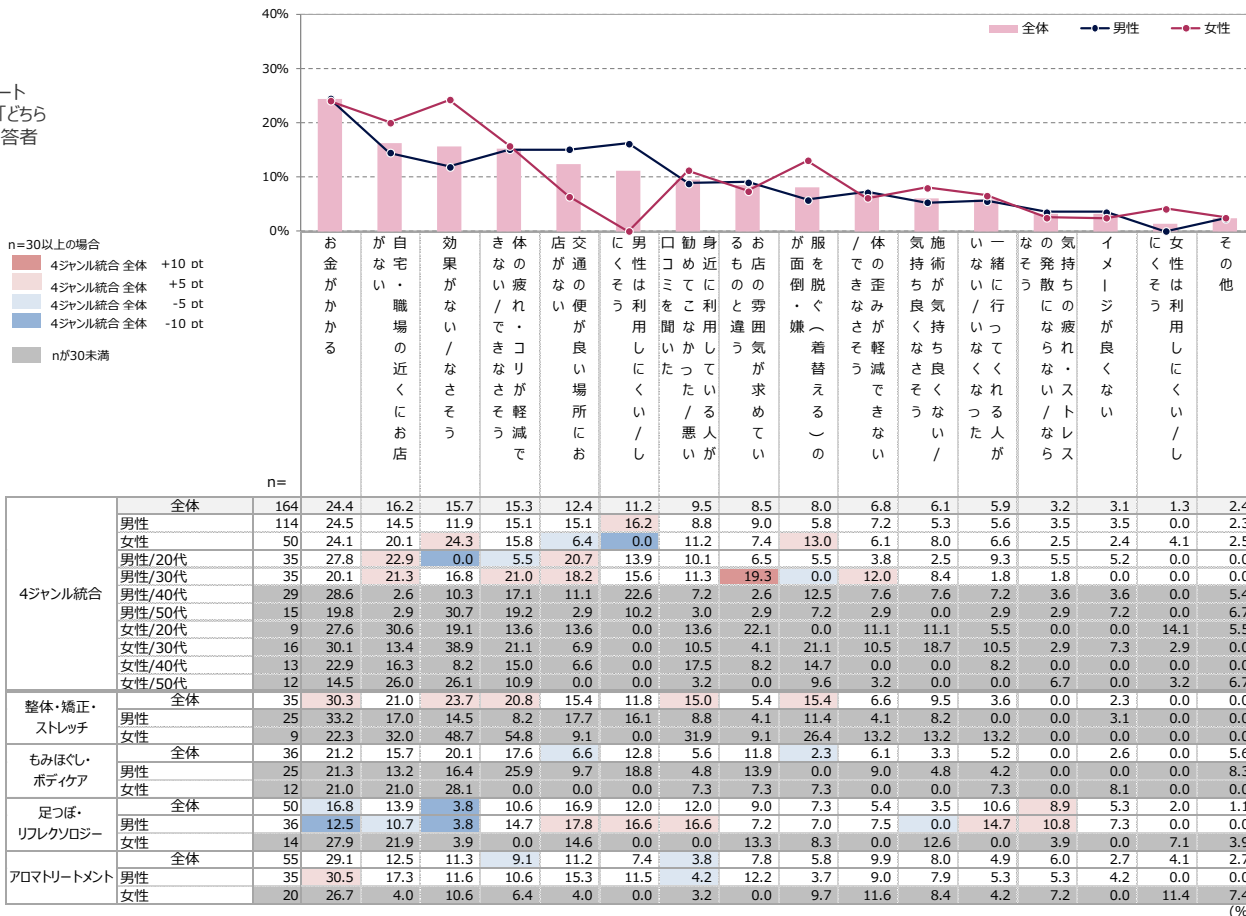 40%
30%
20%
10%
0%
全体
男性
女性
ート
「どちら
答者
n=30以上の場合
4ジャンル統合 全体 +10 pt
4ジャンル統合 全体 +5 pt
4ジャンル統合 全体 -5 pt
4ジャンル統合 全体 -10 pt
nが30未満
お金がかかる
自宅・職場の近くにお店
がない
効果がない/なさそう
体の疲れ・コリが軽減で
きない/できなさそう
交通の便が良い場所にお
店がない
男性は利用しにくい/し
にくそう
身近に利用している人が
勧めてこなかった/悪い
口コミを聞いた
お店の雰囲気が求めてい
るものと違う
服を脱ぐ(着替える)の
が面倒・嫌
体の歪みが軽減できない
/できなさそう
施術が気持ち良くない/
気持ち良くなさそう
一緒に行ってくれる人が
いない/いなくなった
気持ちの疲れ・ストレス
の発散にならない/なら
なそう
イメージが良くない
女性は利用しにくい/し
にくそう
その他
n=
4ジャンル統合
全体 164 24.4 16.2 15.7 15.3 12.4 11.2 9.5 8.5 8.0 6.8 6.1 5.9 3.2 3.1 1.3 2.4
男性 114 24.5 14.5 11.9 15.1 15.1 16.2 8.8 9.0 5.8 7.2 5.3 5.6 3.5 3.5 0.0 2.3
女性 50 24.1 20.1 24.3 15.8 6.4 0.0 11.2 7.4 13.0 6.1 8.0 6.6 2.5 2.4 4.1 2.5
男性/20代 35 27.8 22.9 0.0 5.5 20.7 13.9 10.1 6.5 5.5 3.8 2.5 9.3 5.5 5.2 0.0 0.0
男性/30代 35 20.1 21.3 16.8 21.0 18.2 15.6 11.3 19.3 0.0 12.0 8.4 1.8 1.8 0.0 0.0 0.0
男性/40代 29 28.6 2.6 10.3 17.1 11.1 22.6 7.2 2.6 12.5 7.6 7.6 7.2 3.6 3.6 0.0 5.4
男性/50代 15 19.8 2.9 30.7 19.2 2.9 10.2 3.0 2.9 7.2 2.9 0.0 2.9 2.9 7.2 0.0 6.7
女性/20代 9 27.6 30.6 19.1 13.6 13.6 0.0 13.6 22.1 0.0 11.1 11.1 5.5 0.0 0.0 14.1 5.5
女性/30代 16 30.1 13.4 38.9 21.1 6.9 0.0 10.5 4.1 21.1 10.5 18.7 10.5 2.9 7.3 2.9 0.0
女性/40代 13 22.9 16.3 8.2 15.0 6.6 0.0 17.5 8.2 14.7 0.0 0.0 8.2 0.0 0.0 0.0 0.0
女性/50代 12 14.5 26.0 26.1 10.9 0.0 0.0 3.2 0.0 9.6 3.2 0.0 0.0 6.7 0.0 3.2 6.7
整体・矯正・
ストレッチ
全体 35 30.3 21.0 23.7 20.8 15.4 11.8 15.0 5.4 15.4 6.6 9.5 3.6 0.0 2.3 0.0 0.0
男性 25 33.2 17.0 14.5 8.2 17.7 16.1 8.8 4.1 11.4 4.1 8.2 0.0 0.0 3.1 0.0 0.0
女性 9 22.3 32.0 48.7 54.8 9.1 0.0 31.9 9.1 26.4 13.2 13.2 13.2 0.0 0.0 0.0 0.0
もみほぐし・
ボディケア
全体 36 21.2 15.7 20.1 17.6 6.6 12.8 5.6 11.8 2.3 6.1 3.3 5.2 0.0 2.6 0.0 5.6
男性 25 21.3 13.2 16.4 25.9 9.7 18.8 4.8 13.9 0.0 9.0 4.8 4.2 0.0 0.0 0.0 8.3
女性 12 21.0 21.0 28.1 0.0 0.0 0.0 7.3 7.3 7.3 0.0 0.0 7.3 0.0 8.1 0.0 0.0
足つぼ・
リフレクソロジー
全体 50 16.8 13.9 3.8 10.6 16.9 12.0 12.0 9.0 7.3 5.4 3.5 10.6 8.9 5.3 2.0 1.1
男性 36 12.5 10.7 3.8 14.7 17.8 16.6 16.6 7.2 7.0 7.5 0.0 14.7 10.8 7.3 0.0 0.0
女性 14 27.9 21.9 3.9 0.0 14.6 0.0 0.0 13.3 8.3 0.0 12.6 0.0 3.9 0.0 7.1 3.9
アロマトリートメント
全体 55 29.1 12.5 11.3 9.1 11.2 7.4 3.8 7.8 5.8 9.9 8.0 4.9 6.0 2.7 4.1 2.7
男性 35 30.5 17.3 11.6 10.6 15.3 11.5 4.2 12.2 3.7 9.0 7.9 5.3 5.3 4.2 0.0 0.0
女性 20 26.7 4.0 10.6 6.4 4.0 0.0 3.2 0.0 9.7 11.6 8.4 4.2 7.2 0.0 11.4 7.4
(%